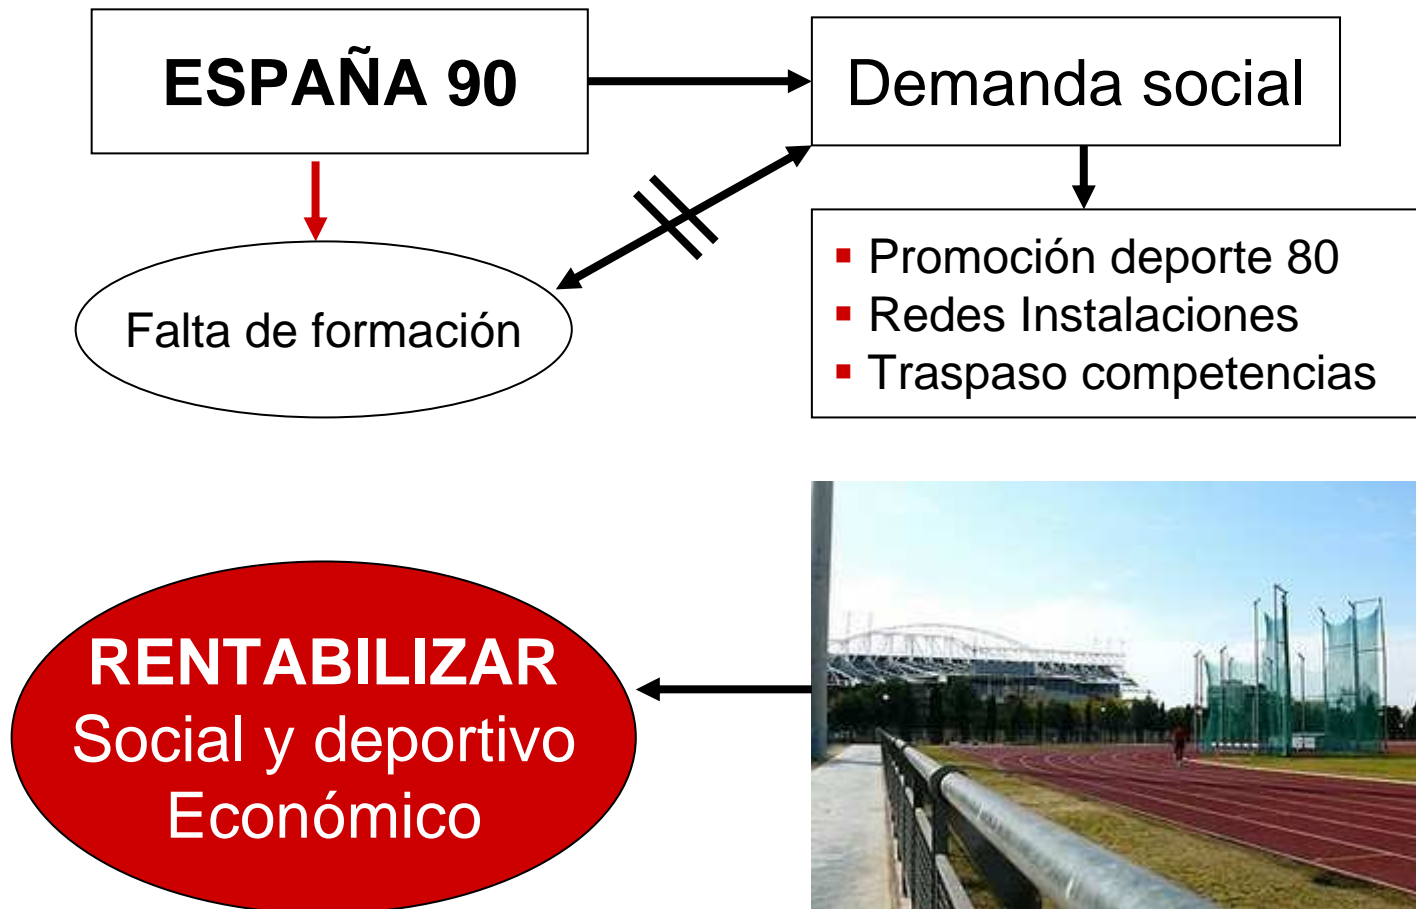 ESPAÑA 90
Demanda social
Falta de formación
▪ Promoción deporte 80
▪ Redes Instalaciones
▪ Traspaso competencias
RENTABILIZAR
Social y deportivo
Económico